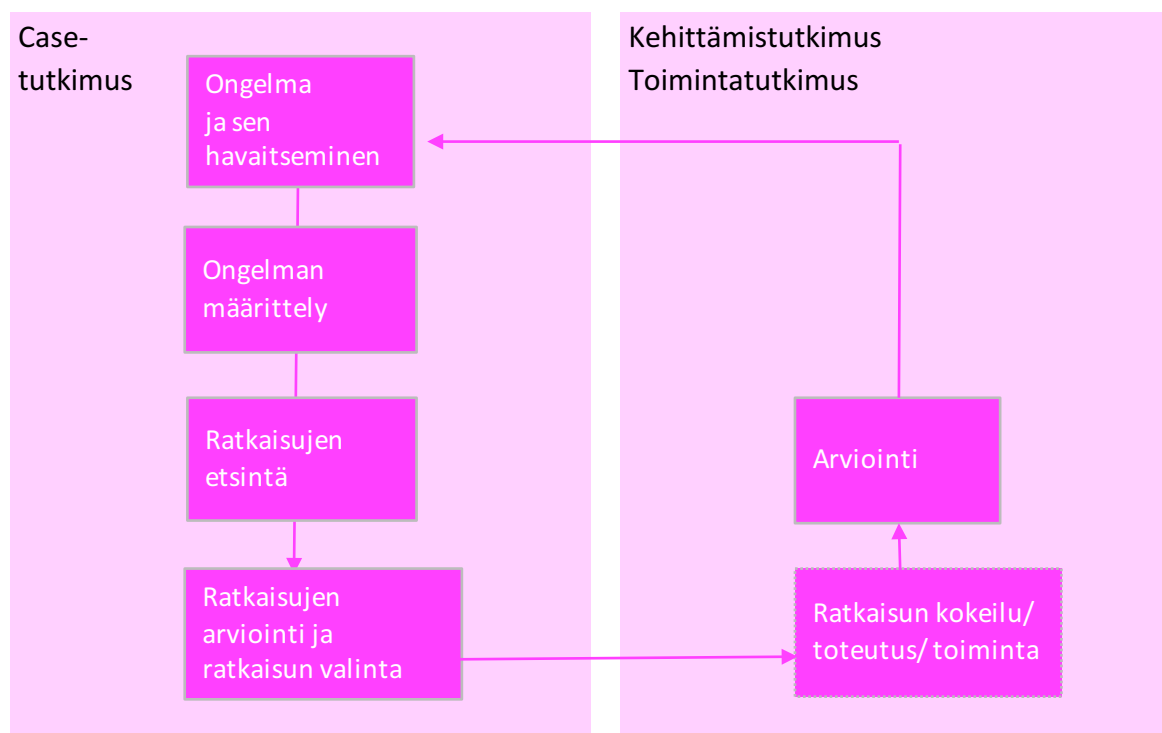 Case-
tutkimus
Ongelma
ja sen
havaitseminen
Ongelman
määrittely
Ratkaisujen
etsintä
Ratkaisujen
arviointi ja
ratkaisun valinta
Kehittämistutkimus
Toimintatutkimus
Arviointi
Ratkaisun kokeilu/
toteutus/ toiminta